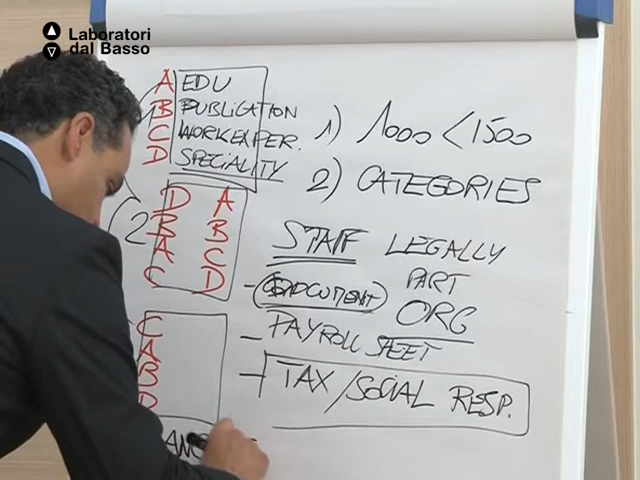 Laboratori
dal Basso
A EDU
B PUBLICATION
C WORKEXPER.
D SPECIALITY
1) 1000 < 1500
2) CATEGORIES
2
D A
B B
A C
C D
STAFF LEGALLY
PART
ORG
- PAYROLL SHEET
- TAX / SOCIAL RESP.
C
A
B
D